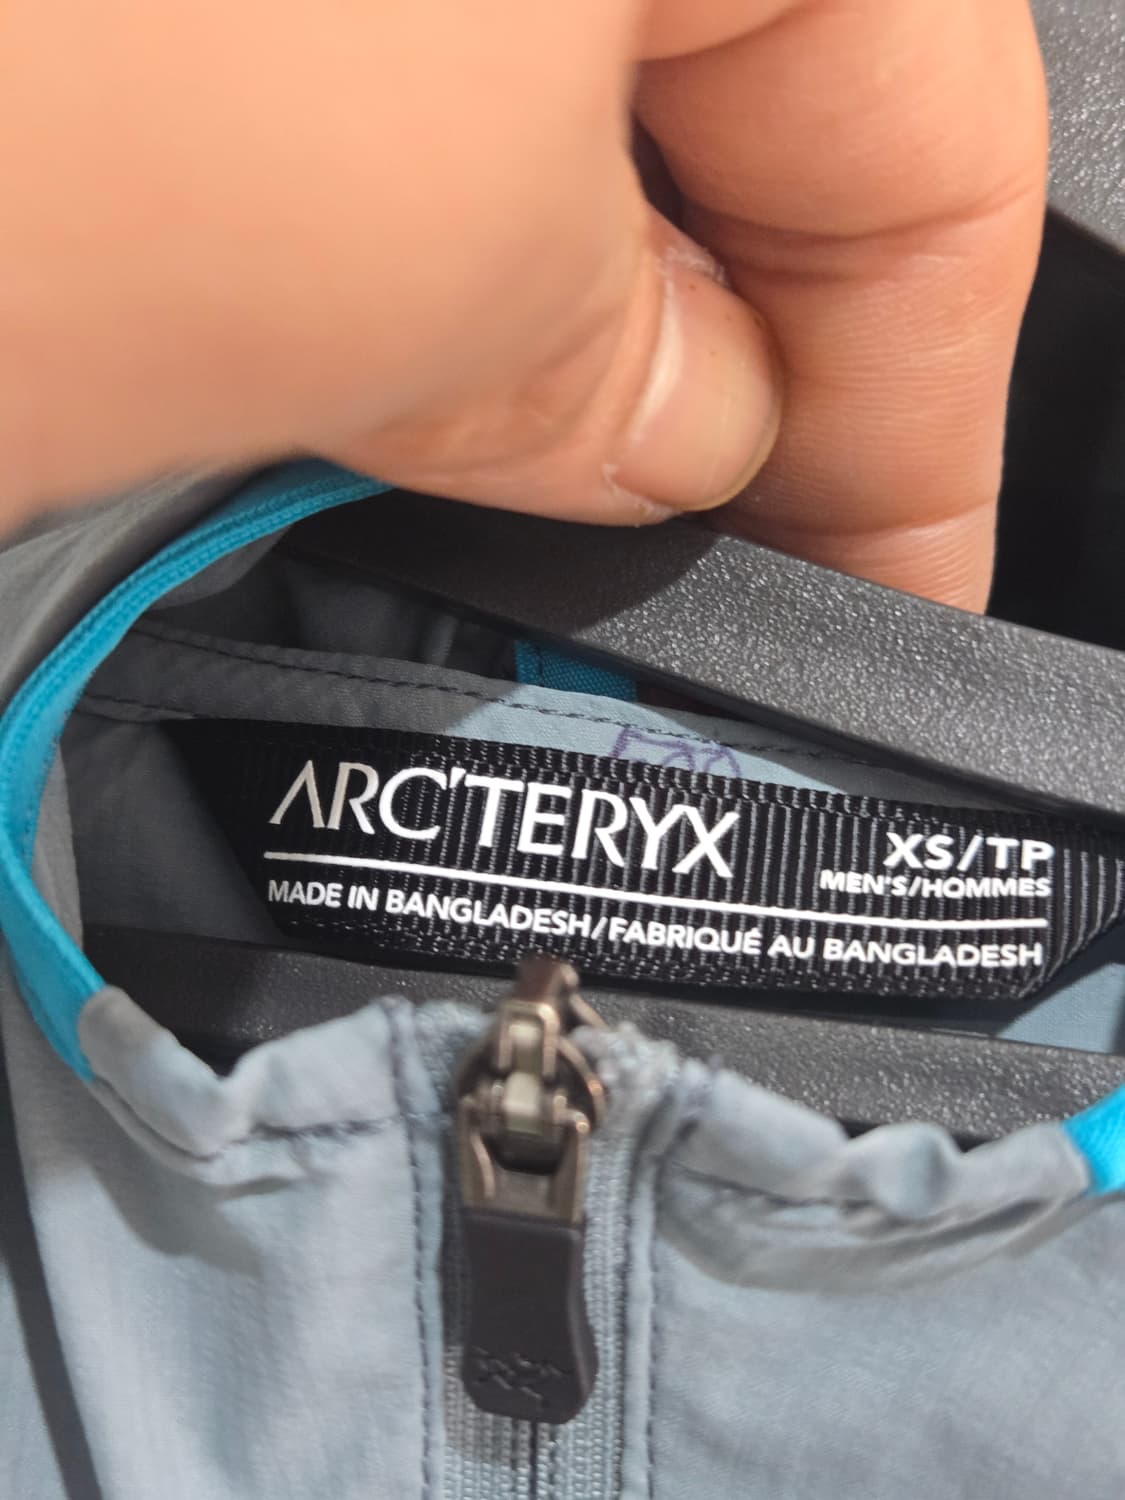 ARC'TERYX
XS/TP
MEN'S/HOMMES
MADE IN BANGLADESH/FABRIQUÉ AU BANGLADESH